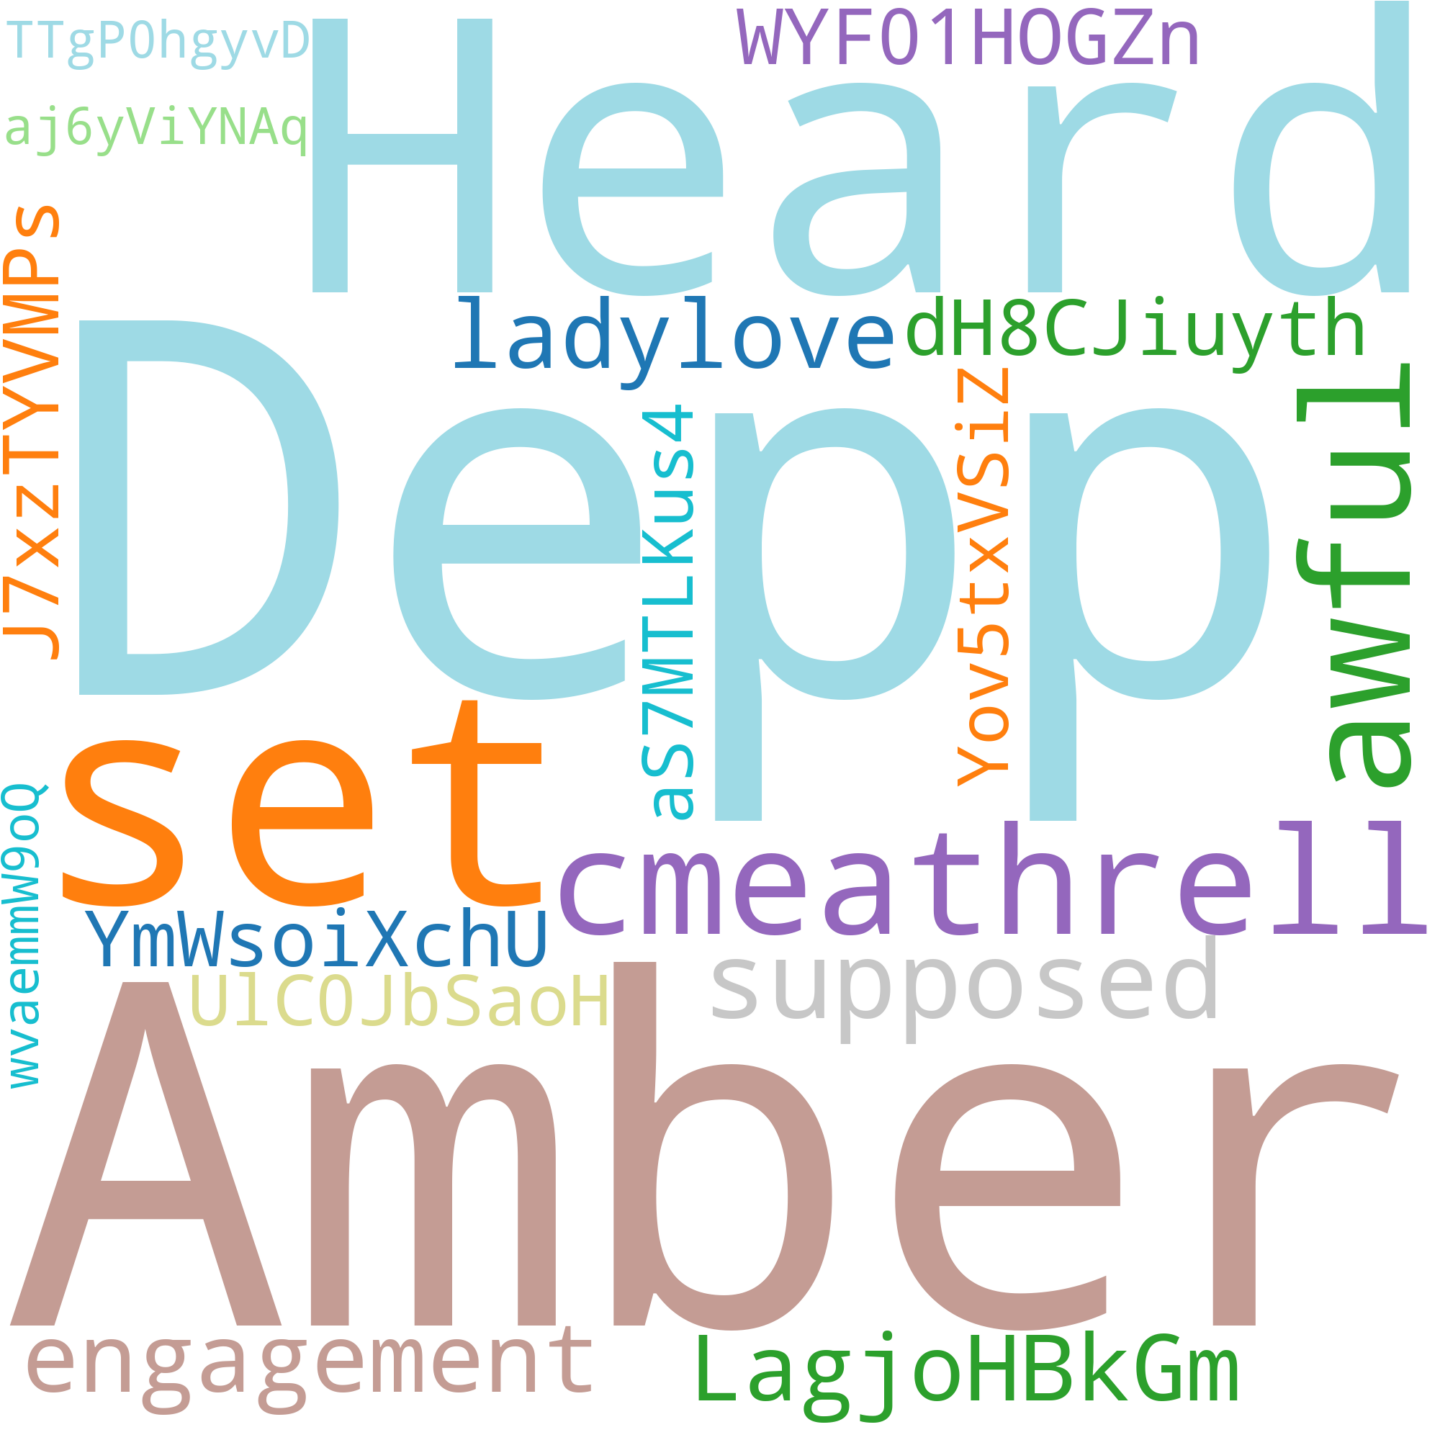 TTgP0hgyvD
WYF01HOGZn
Heard
aj6yViYNAq
J7xzTYVMPs
ladylove
dH8CJiuyth
Depp
aS7MTLKus4
Yov5txVSiZ
awful
set
cmeathrell
wvaemmW9oQ
YmWsoiXchU
supposed
UlC0JbSaoH
Amber
engagement
LagjoHBkGm